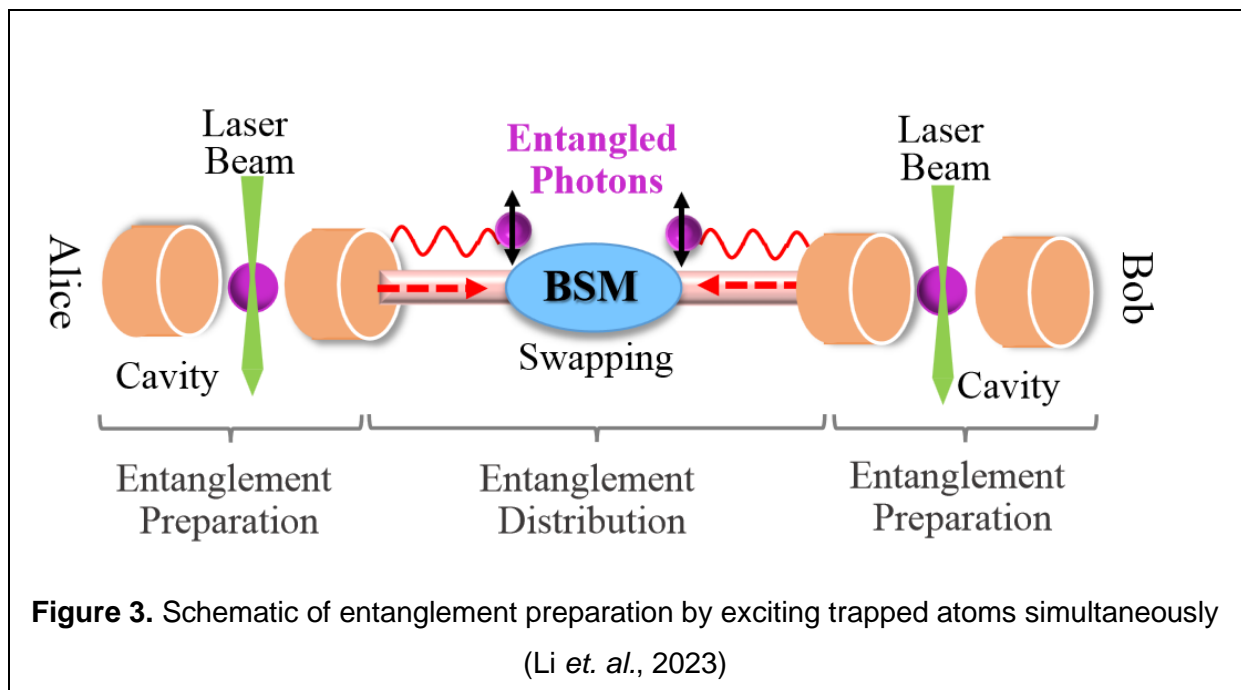 Laser
Beam
Entangled
Photons
Laser
Beam
Alice
BSM
Bob
Swapping
Cavity
Cavity
Entanglement
Preparation
Entanglement
Distribution
Entanglement
Preparation
Figure 3. Schematic of entanglement preparation by exciting trapped atoms simultaneously
(Li et. al., 2023)